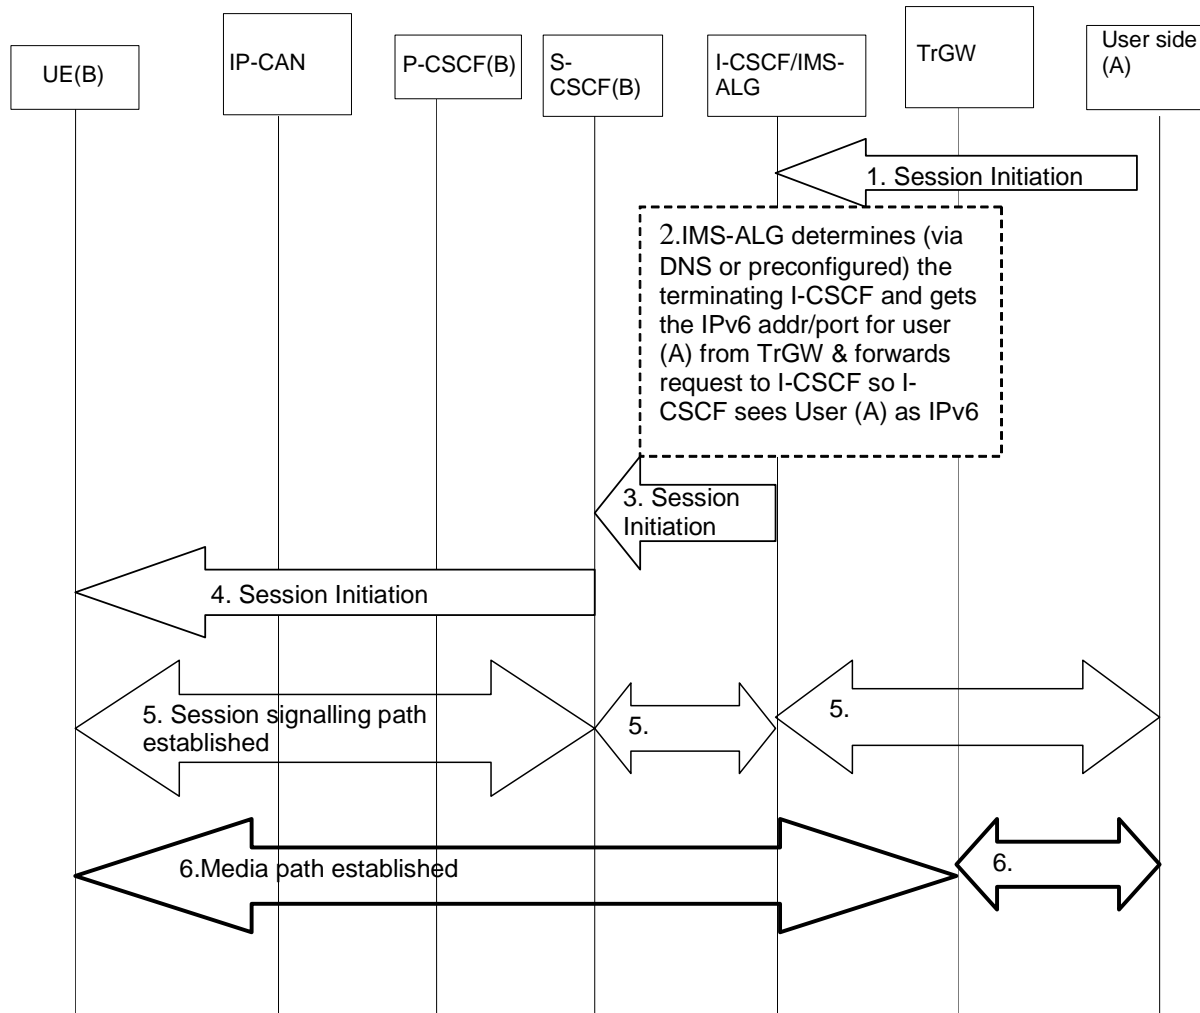 UE(B)
IP-CAN
P-CSCF(B)
S-
CSCF(B)
I-CSCF/IMS-
ALG
TrGW
User side
(A)
1. Session Initiation
2.IMS-ALG determines (via
DNS or preconfigured) the
terminating I-CSCF and gets
the IPv6 addr/port for user
(A) from TrGW & forwards
request to I-CSCF so I-
CSCF sees User (A) as IPv6
3. Session
Initiation
4. Session Initiation
5. Session signalling path
established
5.
5.
6.Media path established
6.